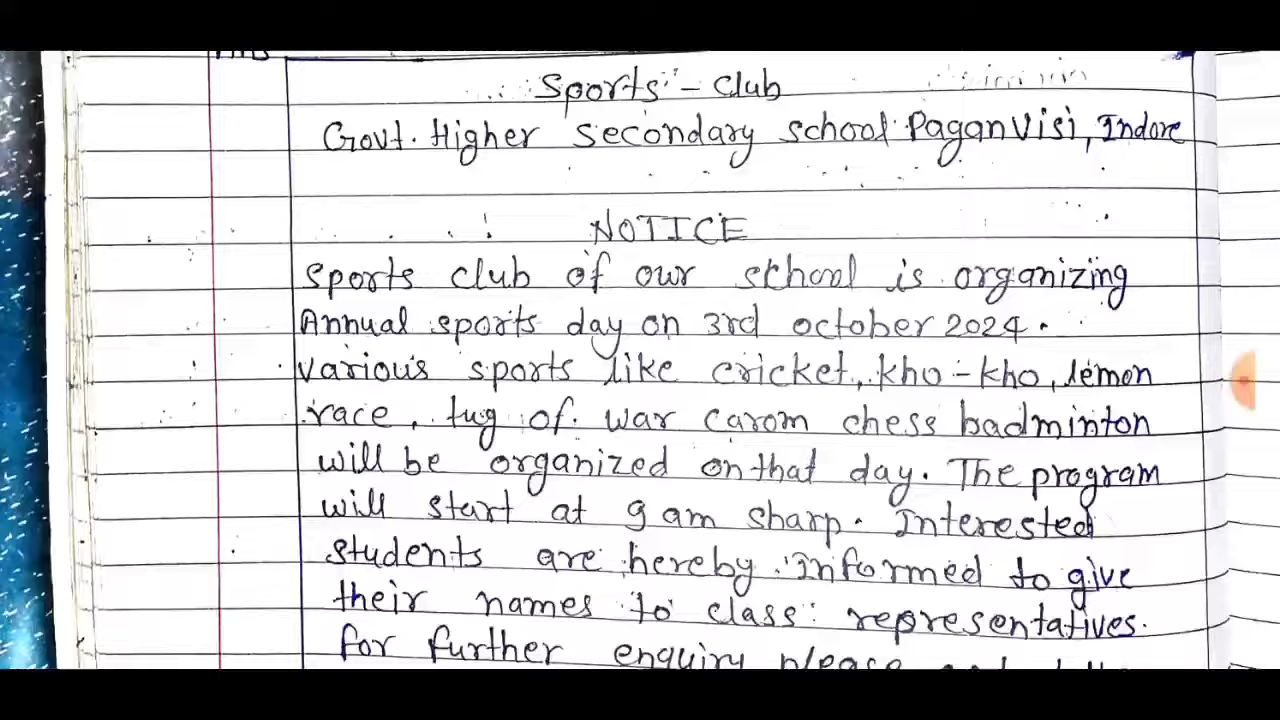 Ans
Sports - Club
Govt. Higher Secondary School Paganvisi, Indore
NOTICE
Sports club of our school is organizing
Annual sports day on 3rd october 2024.
various sports like cricket, kho-kho, lemon
race, tug of war carom chess badminton
will be organized on that day. The program
will start at 9 am sharp. Interested
students are hereby informed to give
their names to class representatives.
for further enquiry please